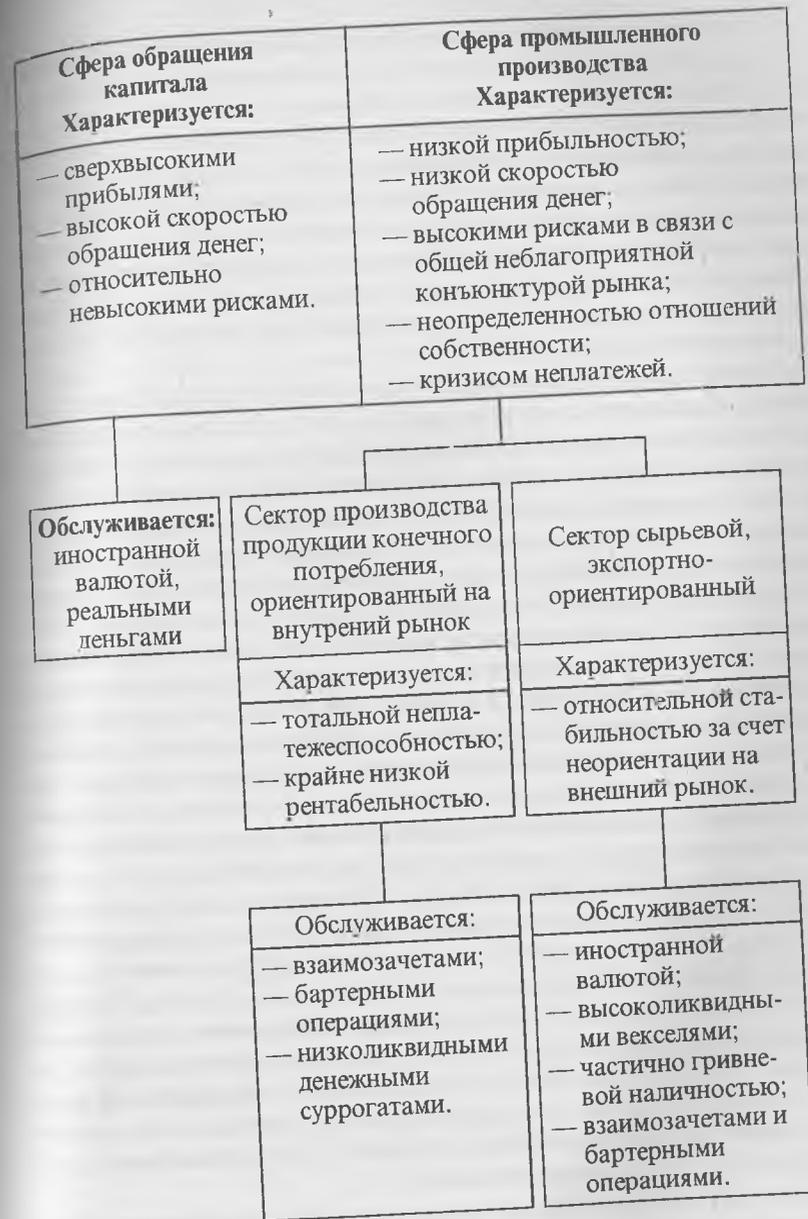 Сфера обращения
капитала
Характеризуется:
— сверхвысокими
прибылями;
— высокой скоростью
обращения денег;
— относительно
невысокими рисками.
Сфера промышленного
производства
Характеризуется:
— низкой прибыльностью;
— низкой скоростью
обращения денег;
— высокими рисками в связи с
общей неблагоприятной
конъюнктурой рынка;
— неопределенностью отношений
собственности;
— кризисом неплатежей.
Обслуживается:
иностранной
валютой,
реальными
деньгами
Сектор производства
продукции конечного
потребления,
ориентированный на
внутрений рынок
Характеризуется:
— тотальной непла-
тежеспособностью;
— крайне низкой
рентабельностью.
Обслуживается:
— взаимозачетами;
— бартерными
операциями;
— низколиквидными
денежными
суррогатами.
Сектор сырьевой,
экспортно-
ориентированный
Характеризуется:
— относительной ста-
бильностью за счет
неориентации на
внешний рынок.
Обслуживается:
— иностранной
валютой;
— высоколиквидны-
ми векселями;
— частично гривне-
вой наличностью;
— взаимозачетами и
бартерными
операциями.